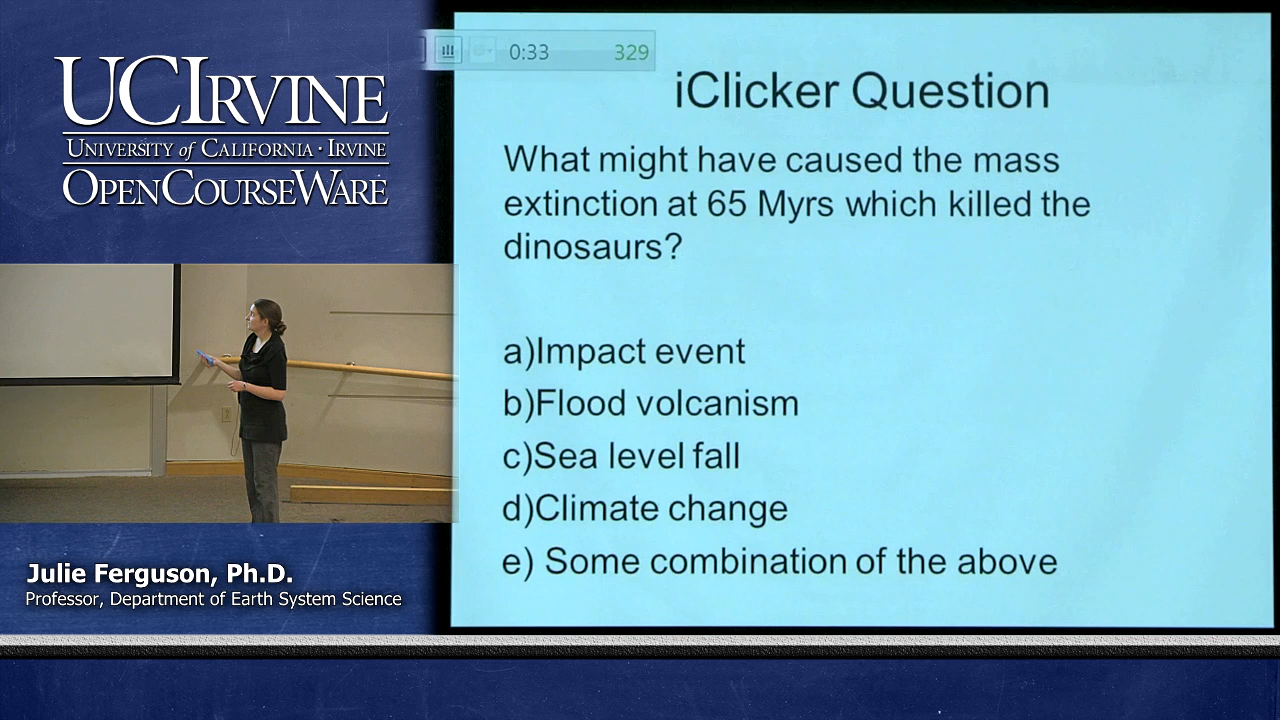 UCIRVINE
UNIVERSITY of CALIFORNIA · IRVINE
OPENCOURSEWARE
0:33 329
iClicker Question
What might have caused the mass
extinction at 65 Myrs which killed the
dinosaurs?
a)Impact event
b)Flood volcanism
c)Sea level fall
d)Climate change
e) Some combination of the above
Julie Ferguson, Ph.D.
Professor, Department of Earth System Science